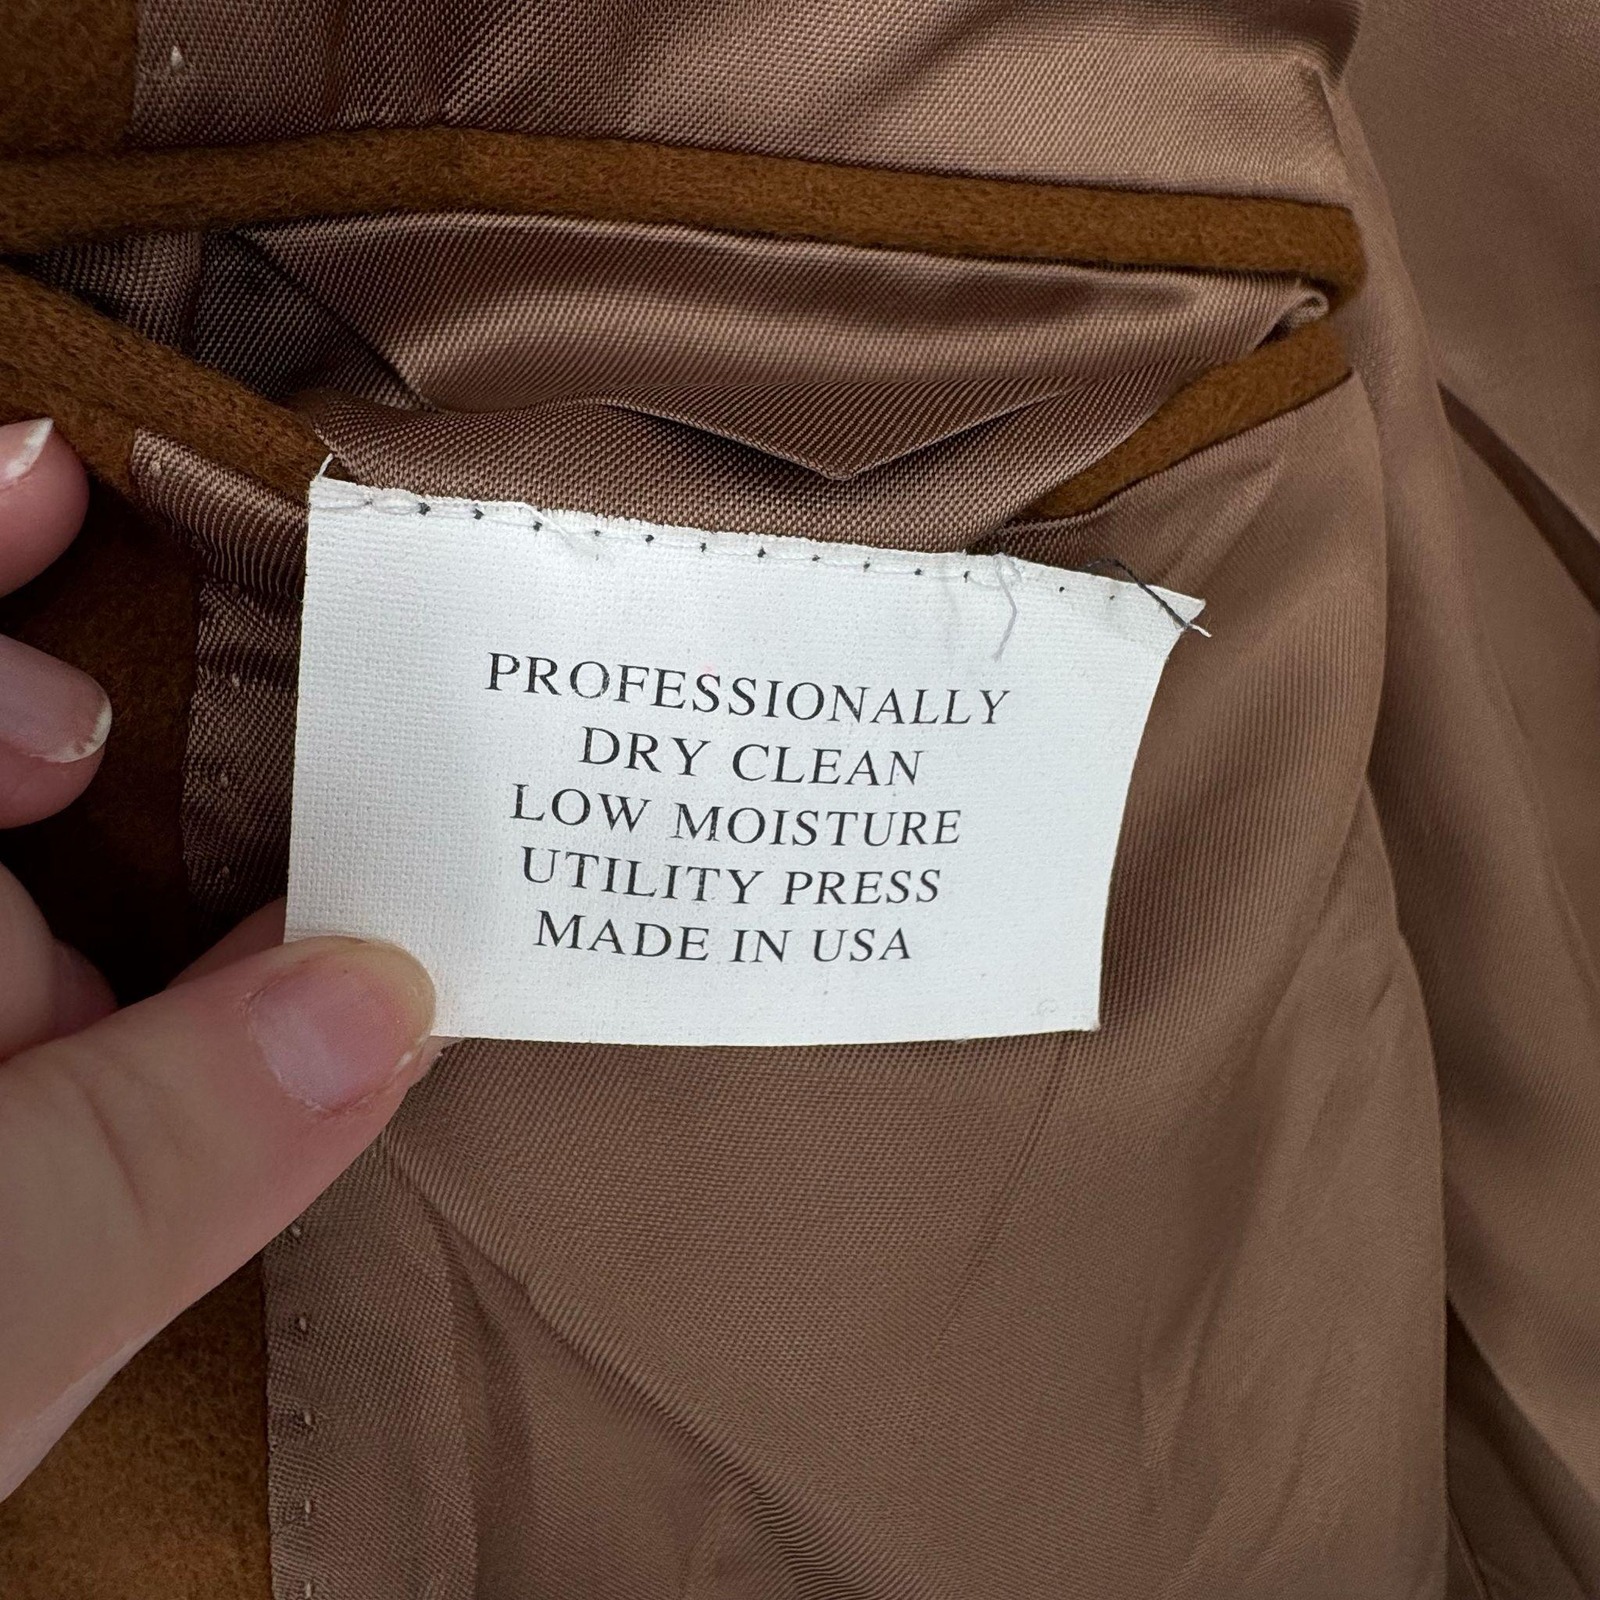 PROFESSIONALLY
DRY CLEAN
LOW MOISTURE
UTILITY PRESS
MADE IN USA